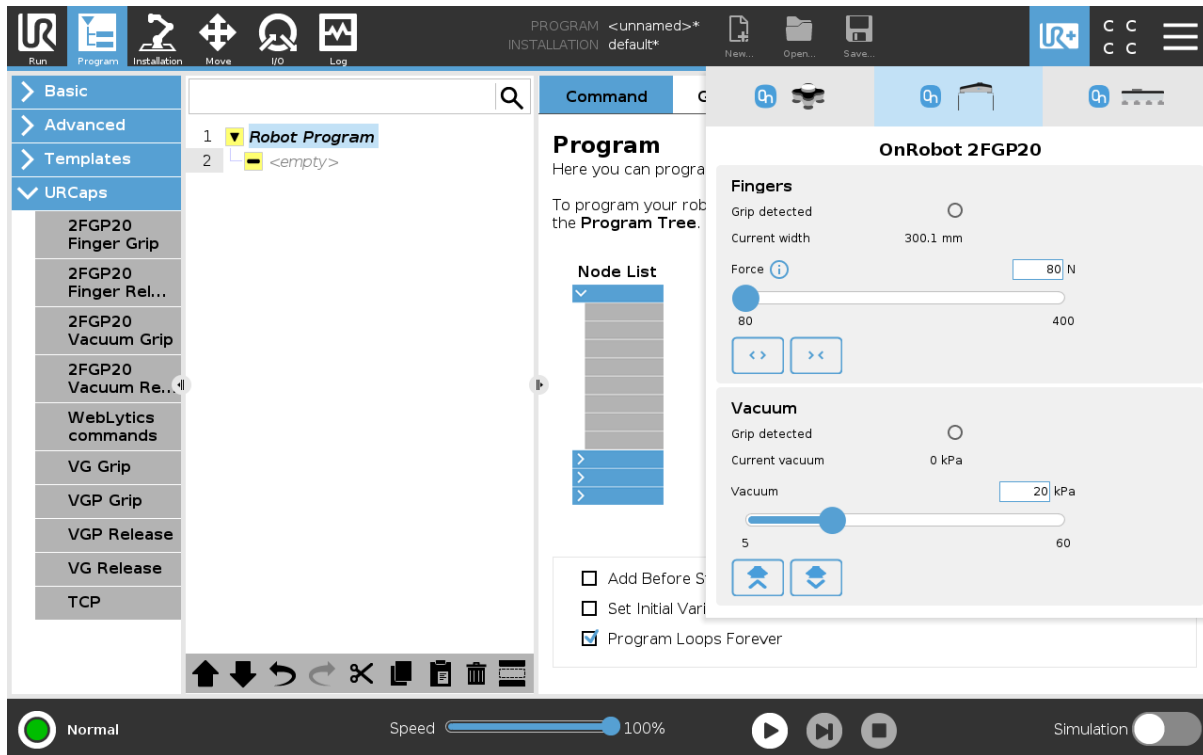 PROGRAM <unnamed>*
INSTALLATION default*
UR
Run
Program
Installation
Move
I/O
Log
New...
Open...
Save...
UR+
C C
C C
Basic
Advanced
Templates
URCaps
2FGP20
Finger Grip
2FGP20
Finger Rel...
2FGP20
Vacuum Grip
2FGP20
Vacuum Re...
WebLytics
commands
VG Grip
VGP Grip
VGP Release
VG Release
TCP
1 Robot Program
2 <empty>
Command
G
Program
Here you can progra
To program your rob
the Program Tree.
Node List
Add Before S
Set Initial Vari
Program Loops Forever
OnRobot 2FGP20
Fingers
Grip detected
Current width 300.1 mm
Force 80 N
80 400
Vacuum
Grip detected
Current vacuum 0 kPa
Vacuum 20 kPa
5 60
Normal
Speed 100%
Simulation